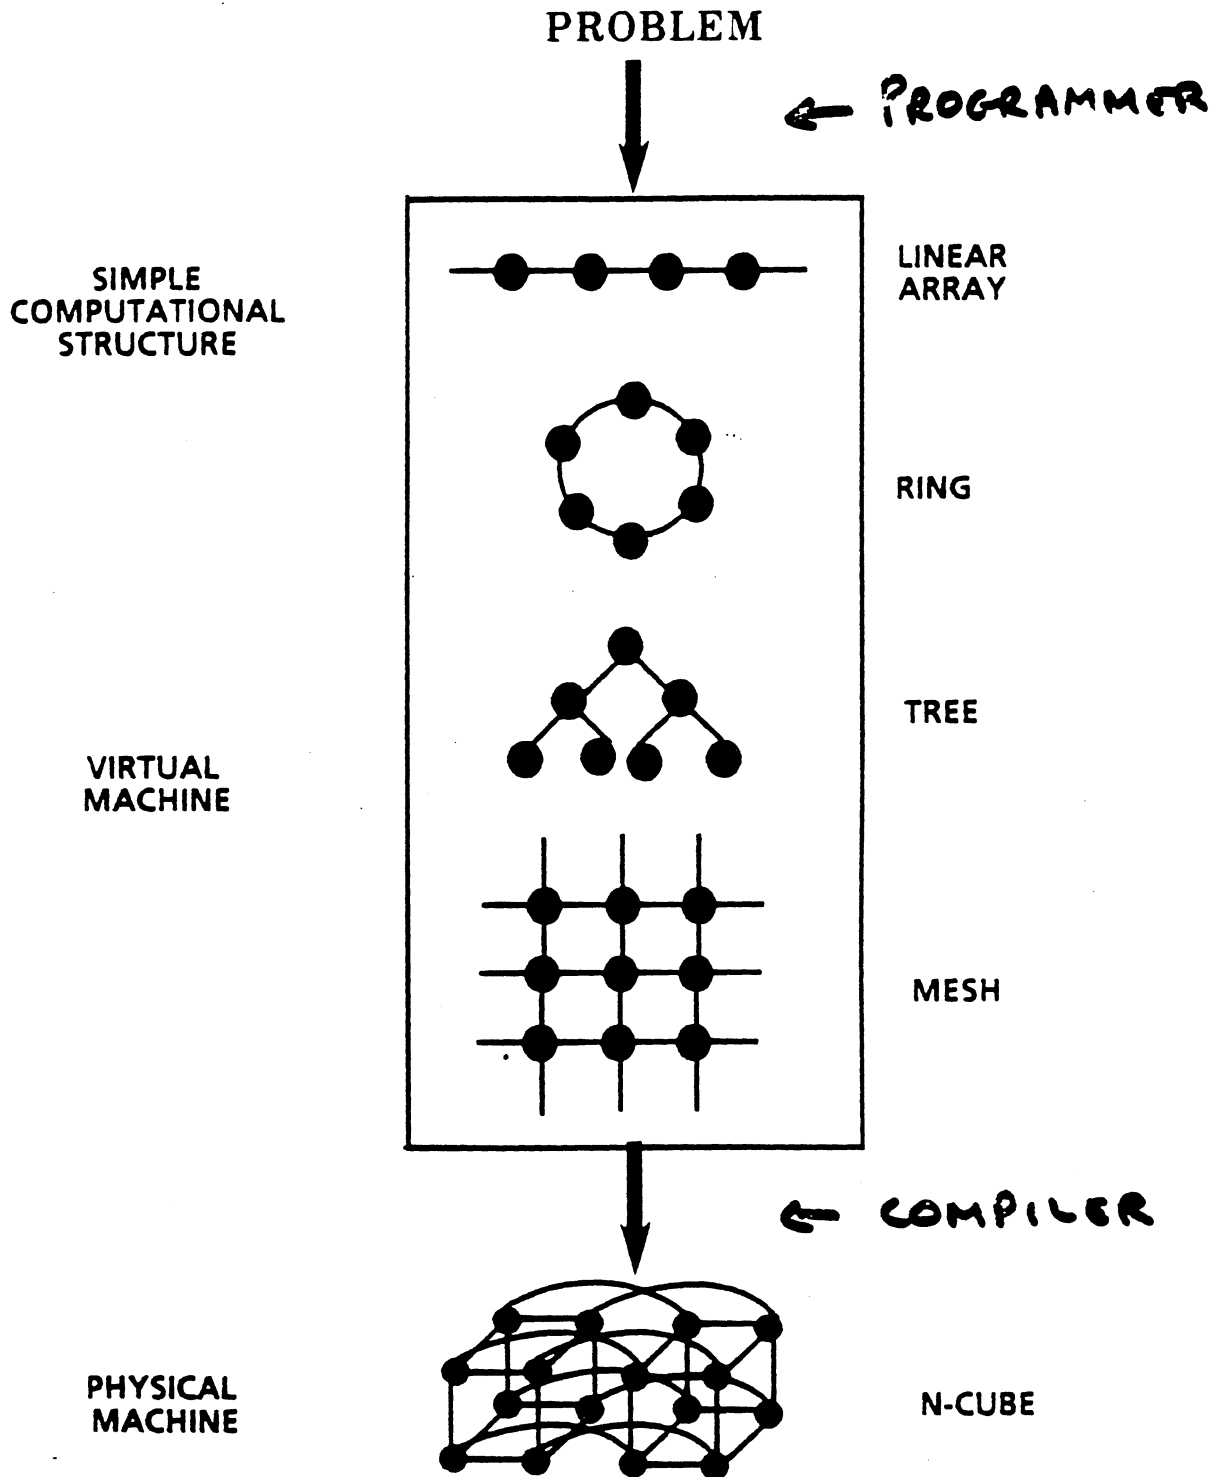 PROBLEM
← PROGRAMMER
SIMPLE
COMPUTATIONAL
STRUCTURE
LINEAR
ARRAY
RING
TREE
VIRTUAL
MACHINE
MESH
← COMPILER
PHYSICAL
MACHINE
N-CUBE